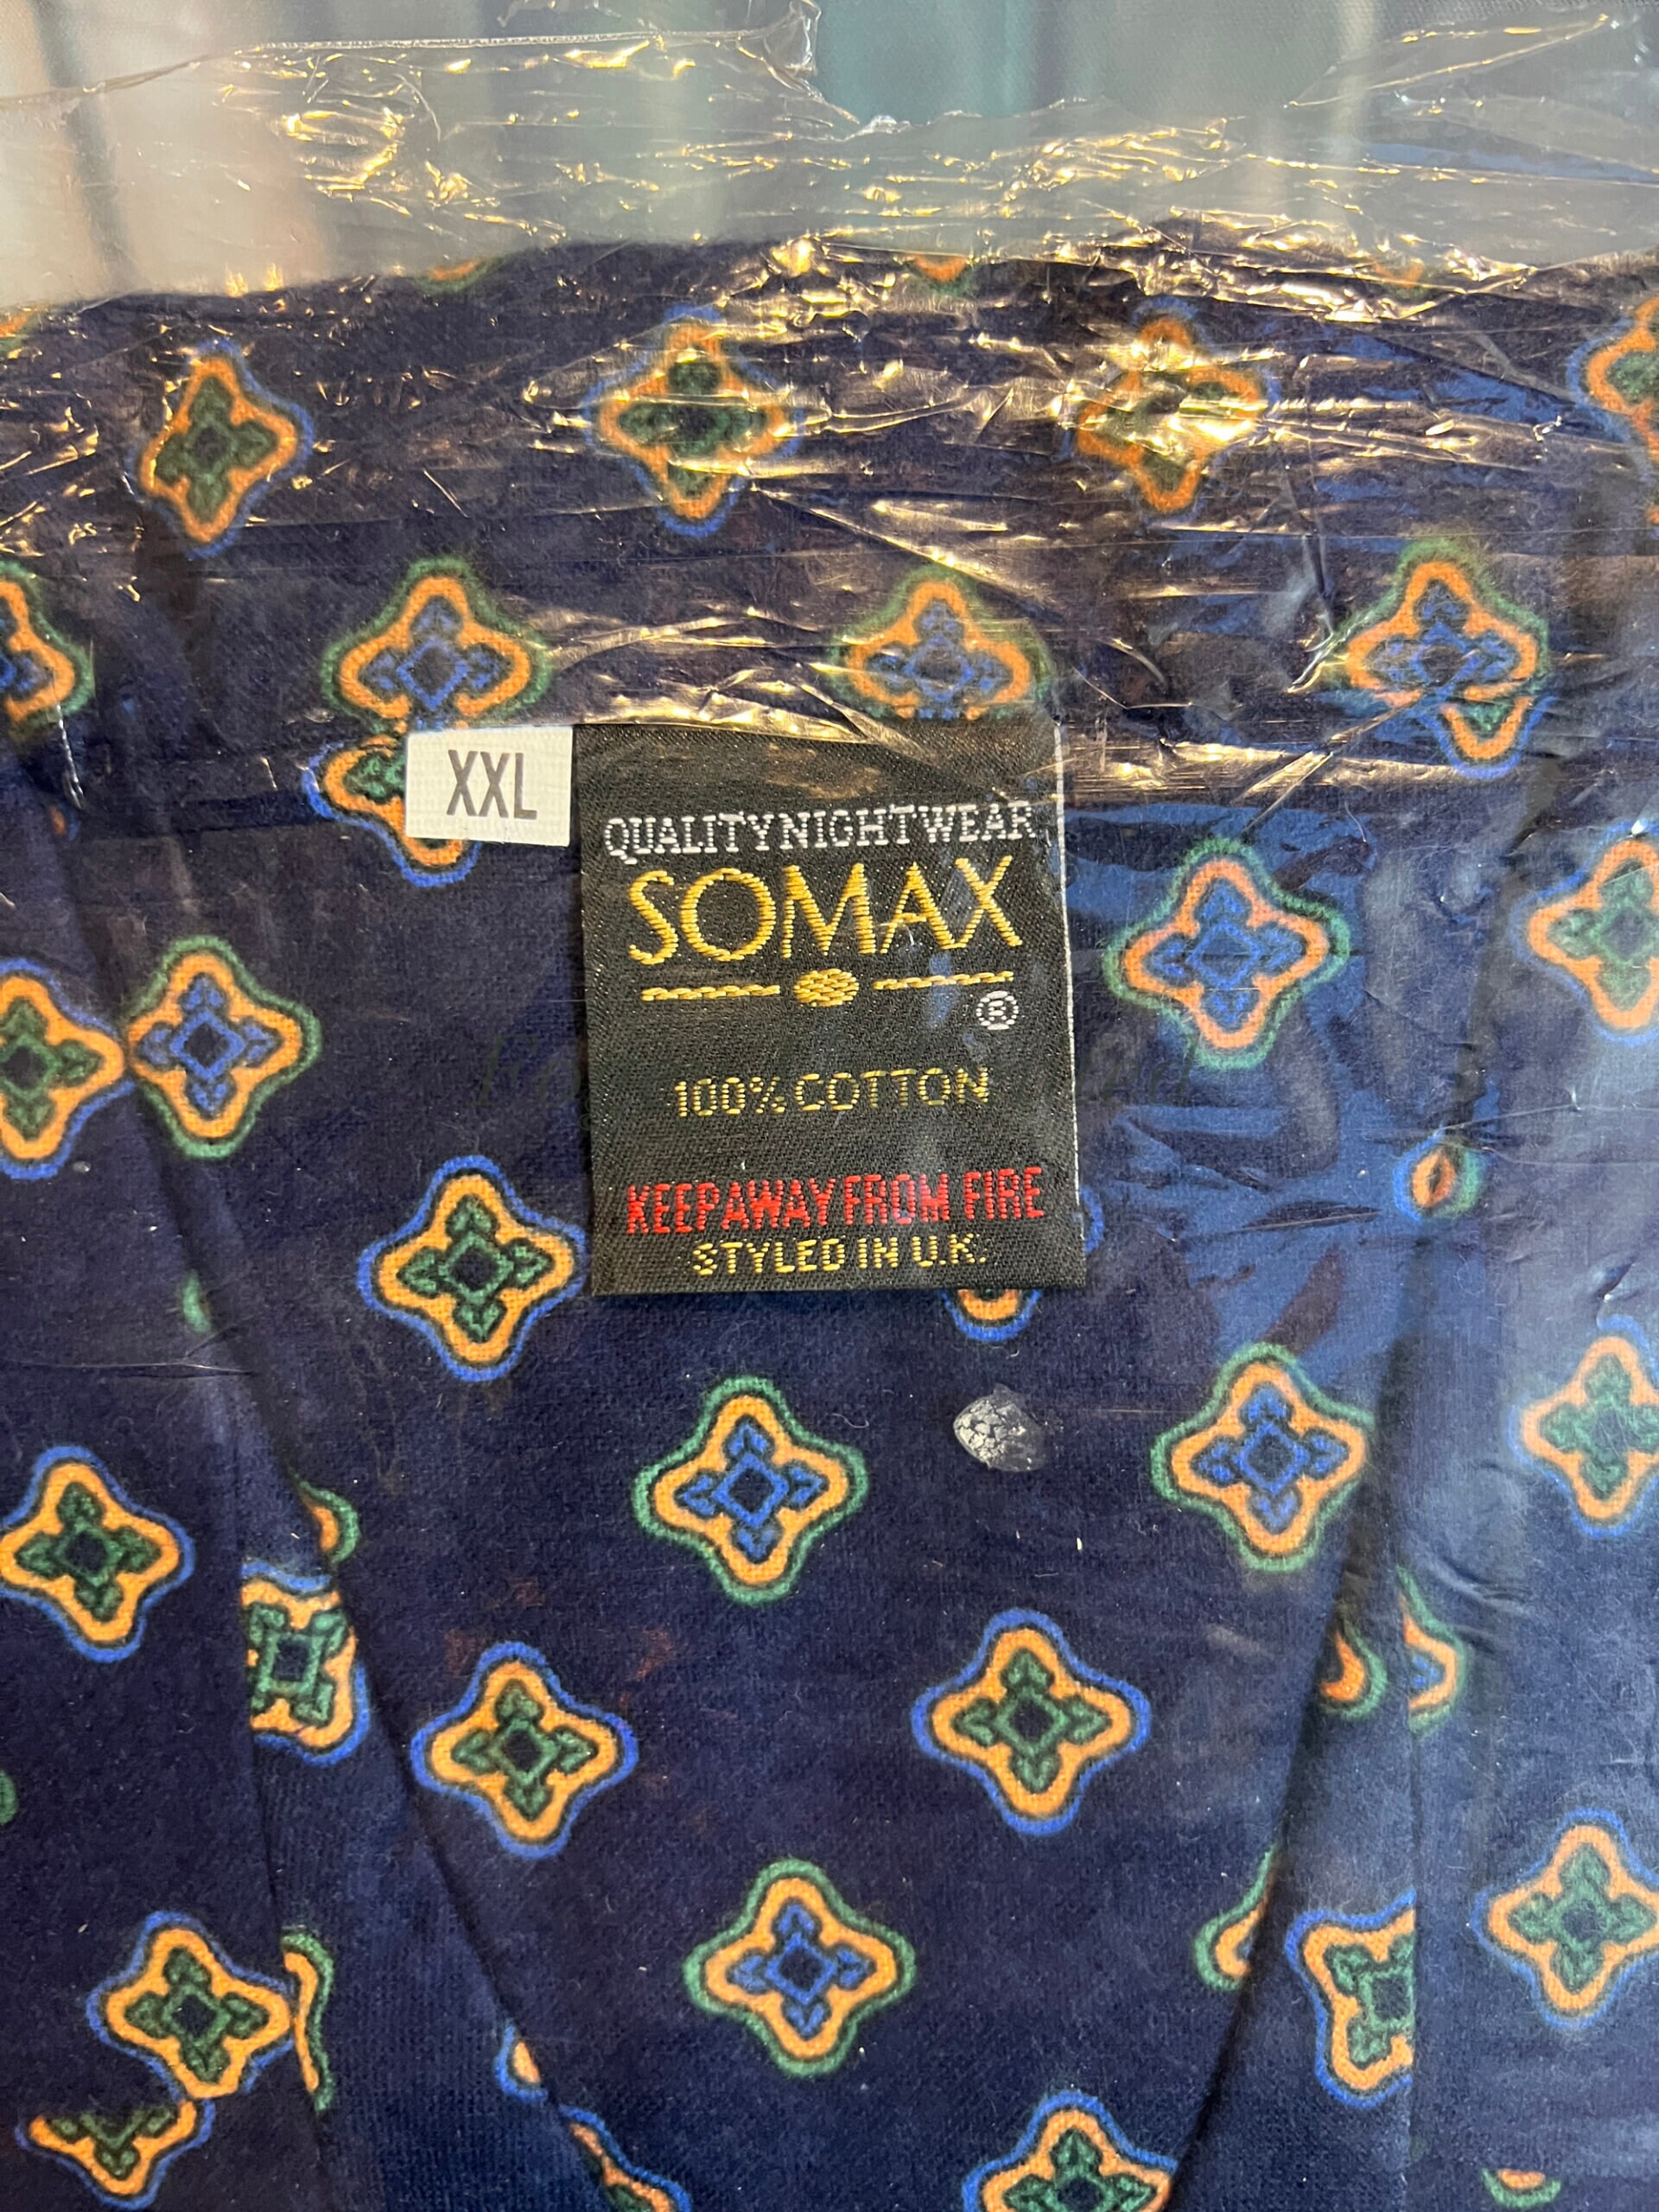 XXL
QUALITY NIGHTWEAR
SOMAX
®
100% COTTON
KEEP AWAY FROM FIRE
STYLED IN U.K.